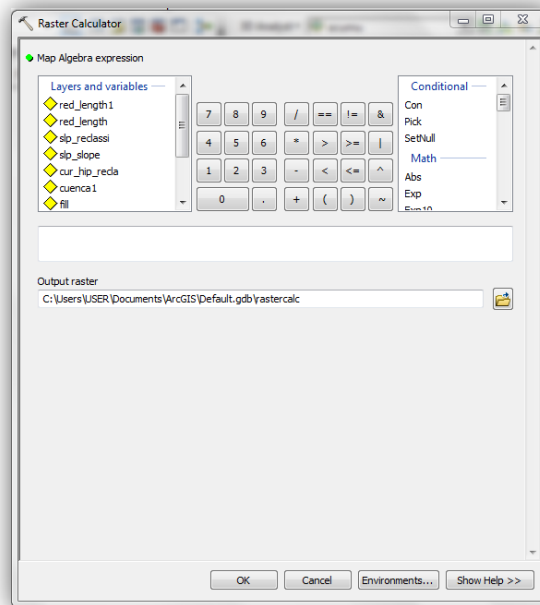 Raster Calculator
Map Algebra expression
Layers and variables
red_length1
red_length
slp_reclassi
slp_slope
cur_hip_recla
cuenca1
fill
7 8 9 / == != &
4 5 6 * > >= |
1 2 3 - < <= ^
0 . + ( ) ~
Conditional
Con
Pick
SetNull
Math
Abs
Exp
Exp10
Output raster
C:\Users\USER\Documents\ArcGIS\Default.gdb\rastercalc
OK Cancel Environments... Show Help >>